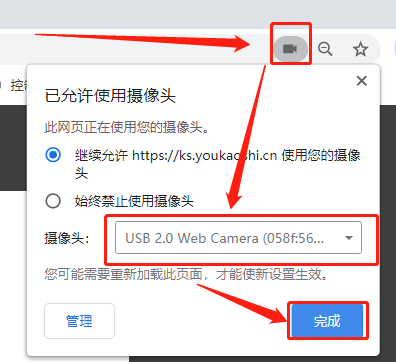 控
已允许使用摄像头
此网页正在使用您的摄像头。
继续允许 https://ks.youkaoshi.cn 使用您的摄像
头
始终禁止使用摄像头
摄像头：
USB 2.0 Web Camera (058f:56...
您可能需要重新加载此页面，才能使新设置生效。
管理
完成